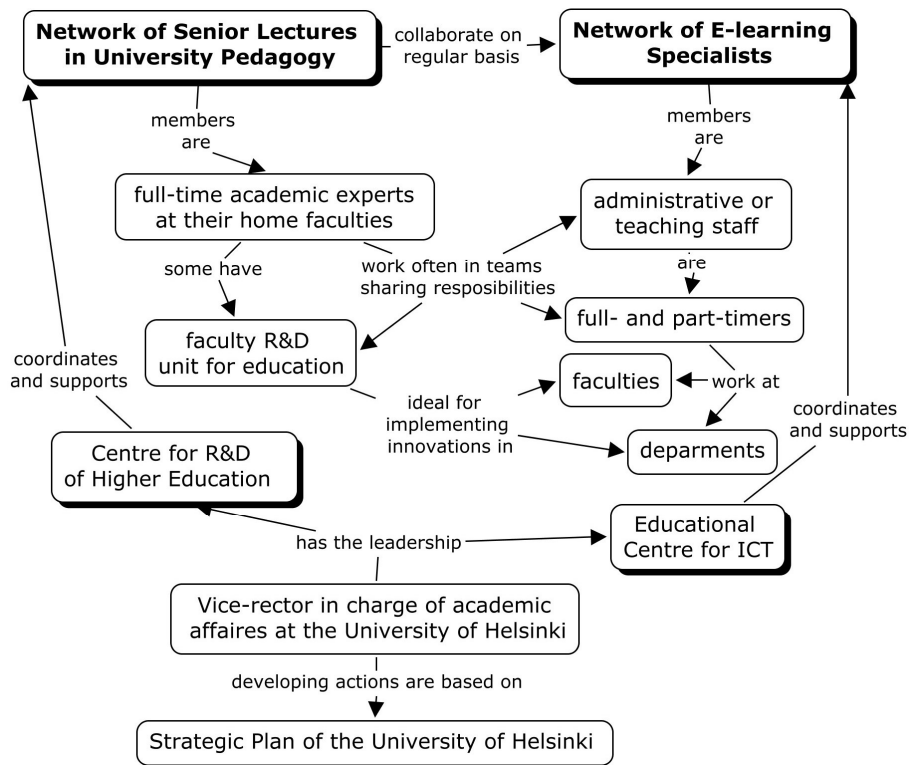 Network of Senior Lectures
in University Pedagogy
collaborate on
regular basis
Network of E-learning
Specialists
members
are
members
are
full-time academic experts
at their home faculties
administrative or
teaching staff
some have
work often in teams
sharing resposibilities
are
faculty R&D
unit for education
full- and part-timers
coordinates
and supports
ideal for
implementing
innovations in
faculties
work at
coordinates
and supports
Centre for R&D
of Higher Education
deparments
Educational
Centre for ICT
has the leadership
Vice-rector in charge of academic
affaires at the University of Helsinki
developing actions are based on
Strategic Plan of the University of Helsinki